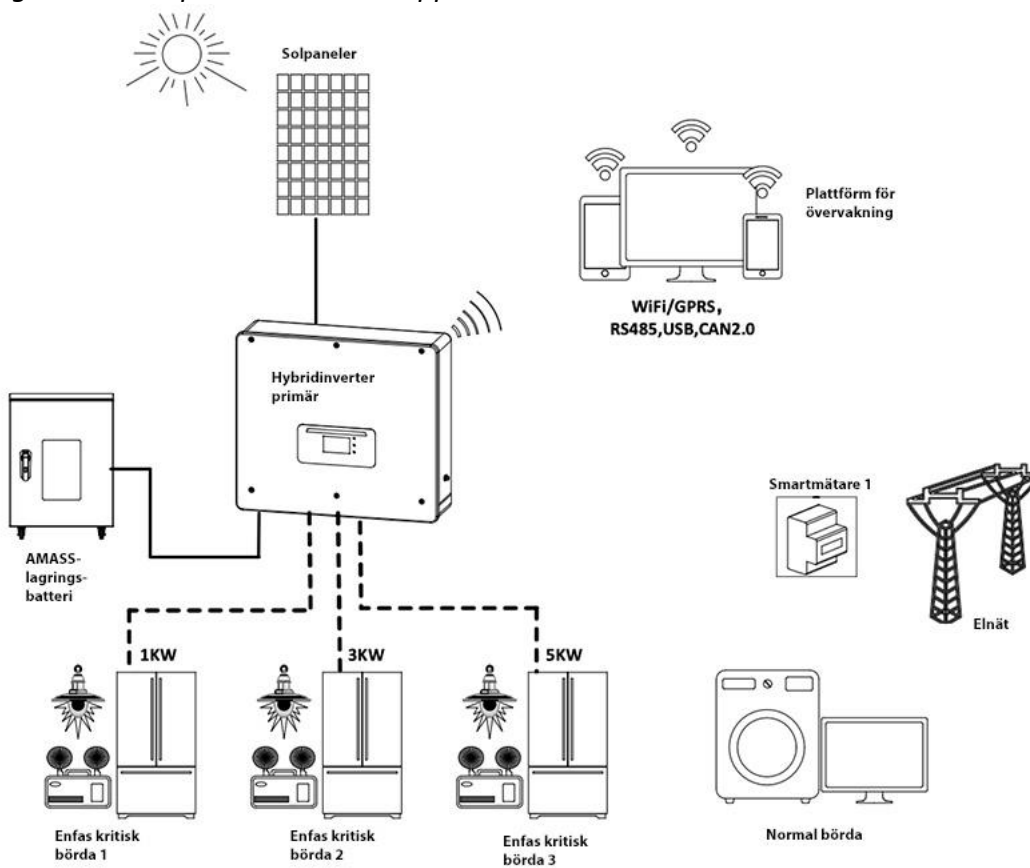 Solpaneler
Plattförm för
övervakning
WiFi/GPRS,
RS485,USB,CAN2.0
Hybridinverter
primär
Smartmätare 1
AMASS-
lagrings-
batteri
Elnät
1KW
3KW
5KW
Enfas kritisk
börda 1
Enfas kritisk
börda 2
Enfas kritisk
börda 3
Normal börda